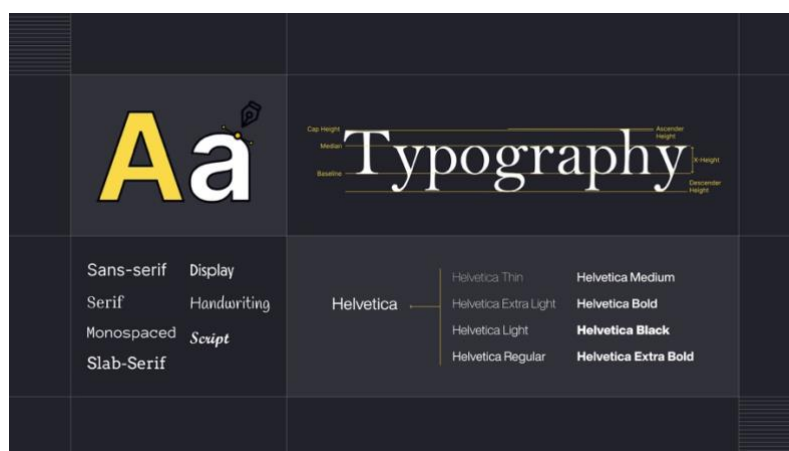 Aa
Cap Height
Median
Baseline
Typography
Ascender
Height
X Height
Descender
Height
Sans-serif
Serif
Monospaced
Slab-Serif
Display
Handwriting
Script
Helvetica
Helvetica Thin
Helvetica Extra Light
Helvetica Light
Helvetica Regular
Helvetica Medium
Helvetica Bold
Helvetica Black
Helvetica Extra Bold